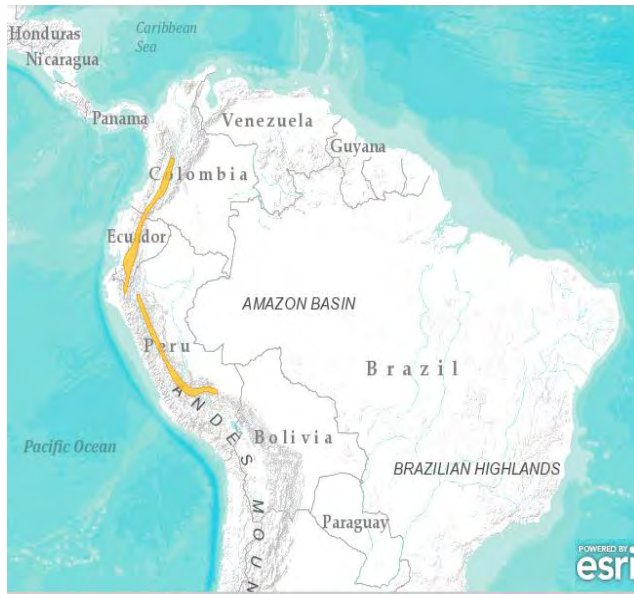 Honduras
Caribbean
Sea
Nicaragua
Panama
Venezuela
Guyana
Colombia
Ecuador
AMAZON BASIN
Peru
Brazil
ANDES MOUN
Bolivia
Pacific Ocean
BRAZILIAN HIGHLANDS
Paraguay
POWERED BY
esri